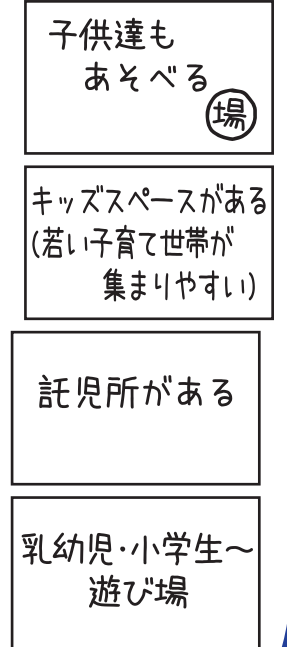 子供達も
あそべる
場
キッズスペースがある
(若い子育て世帯が
集まりやすい)
託児所がある
乳幼児・小学生～
遊び場